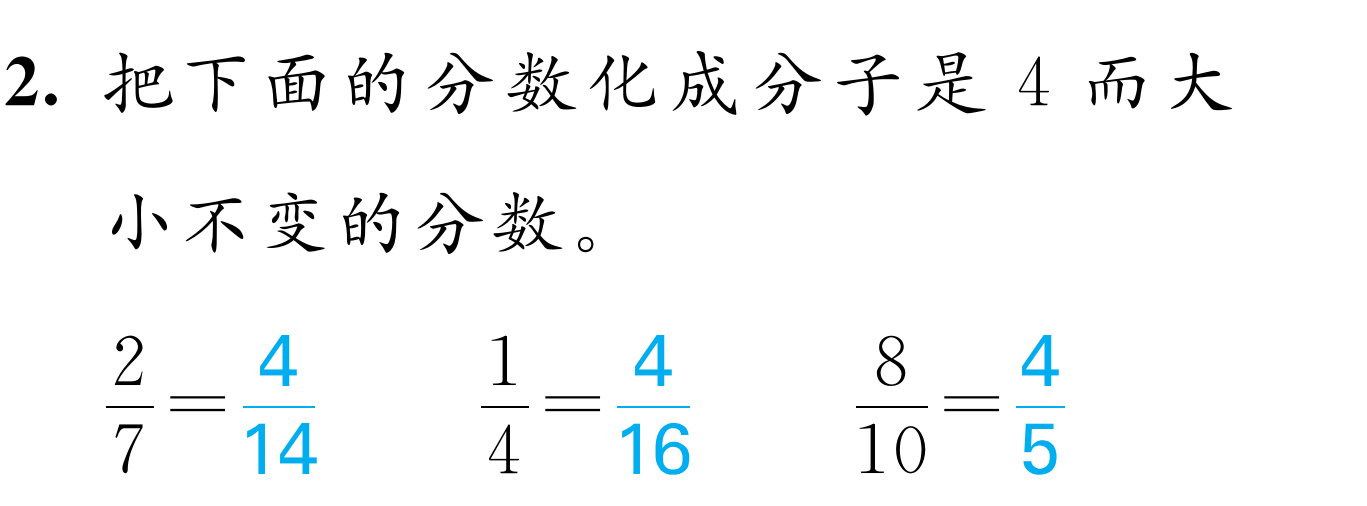 2. 把下面的分数化成分子是 4 而大
小不变的分数。
2/7=4/14 1/4=4/16 8/10=4/5